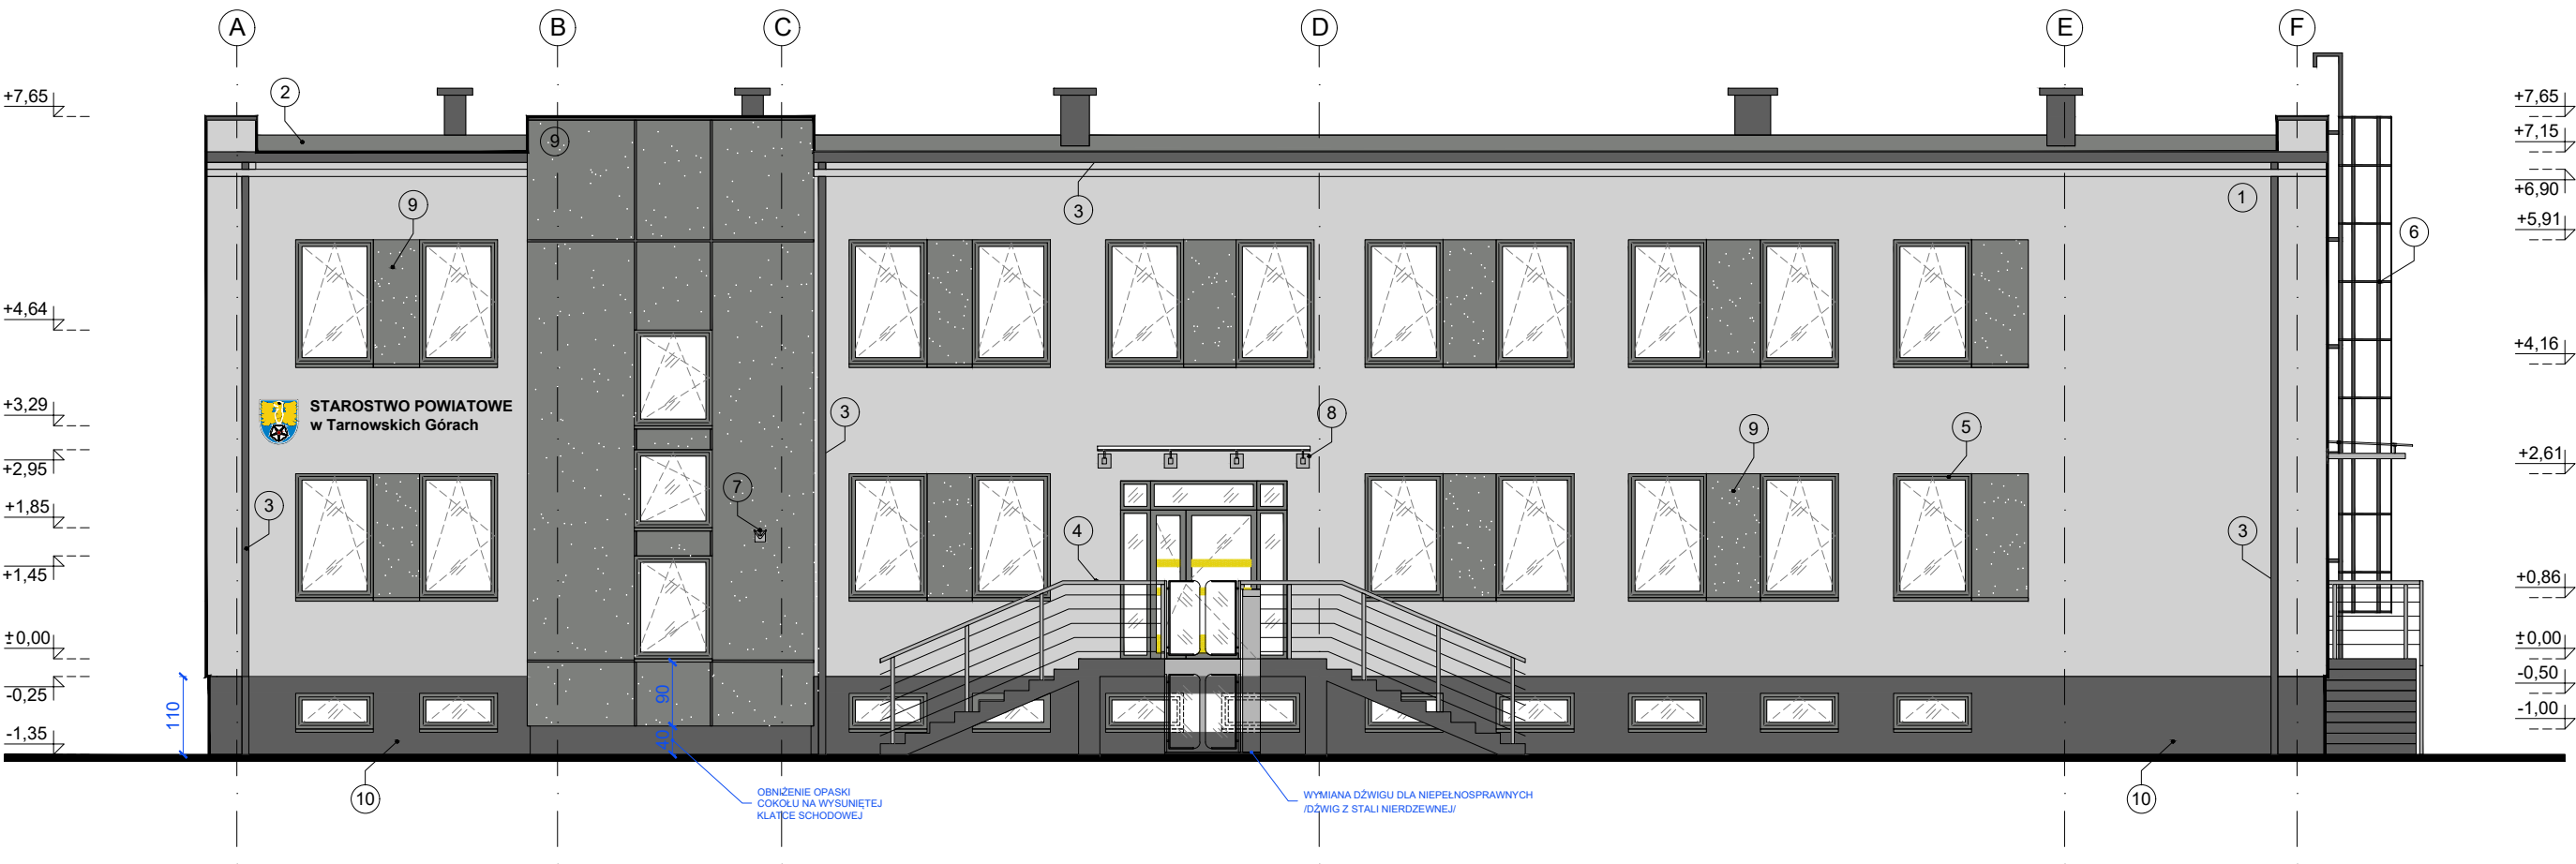 A
B
C
D
E
F
+7,65
2
9
9
3
1
6
+7,65
+7,15
+6,90
+5,91
+4,64
+4,16
+3,29
STAROSTWO POWIATOWE
w Tarnowskich Górach
3
8
9
5
+2,95
+2,61
+1,85
3
7
4
3
+1,45
+0,86
±0,00
±0,00
-0,25
-0,50
-1,00
-1,35
110
90
40
10
OBNIŻENIE OPASKI
COKOŁU NA WYSUNIĘTEJ
KLATCE SCHODOWEJ
WYMIANA DŹWIGU DLA NIEPEŁNOSPRAWNYCH
/DŹWIG Z STALI NIERDZEWNEJ/
10